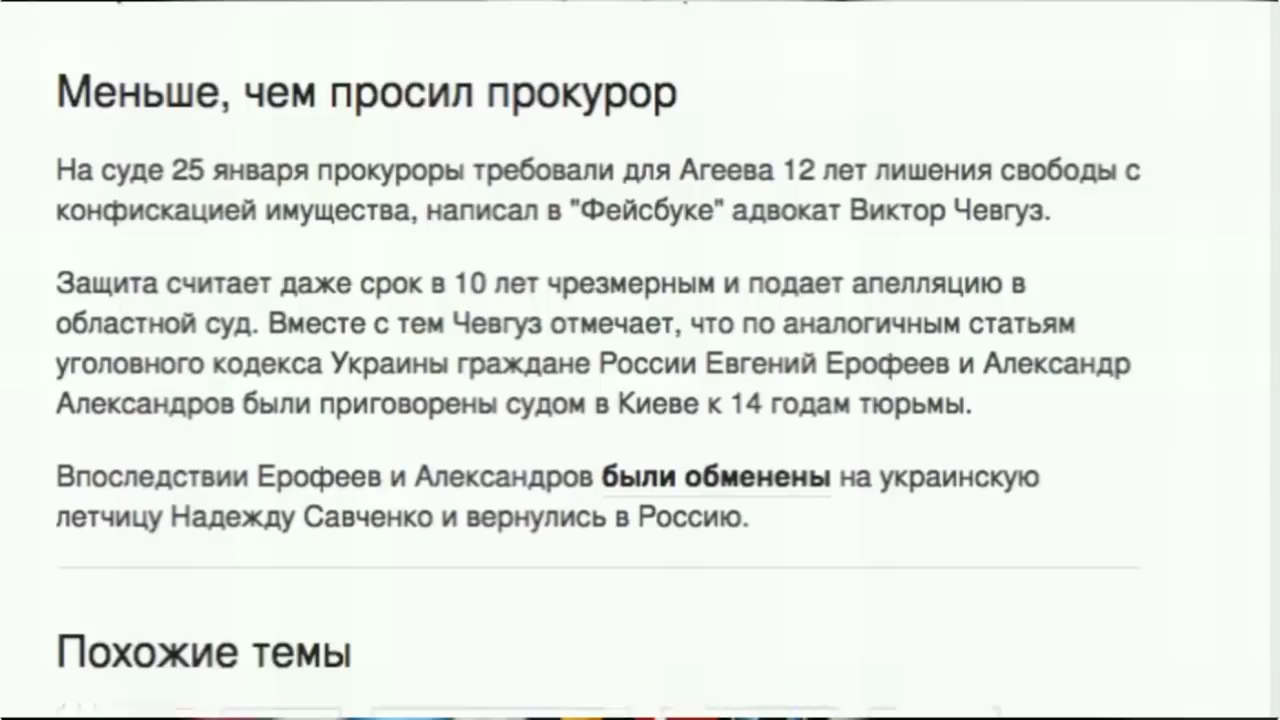 Меньше, чем просил прокурор
На суде 25 января прокуроры требовали для Агеева 12 лет лишения свободы с
конфискацией имущества, написал в "Фейсбуке" адвокат Виктор Чевгуз.
Защита считает даже срок в 10 лет чрезмерным и подает апелляцию в
областной суд. Вместе с тем Чевгуз отмечает, что по аналогичным статьям
уголовного кодекса Украины граждане России Евгений Ерофеев и Александр
Александров были приговорены судом в Киеве к 14 годам тюрьмы.
Впоследствии Ерофеев и Александров были обменены на украинскую
летчицу Надежду Савченко и вернулись в Россию.
Похожие темы